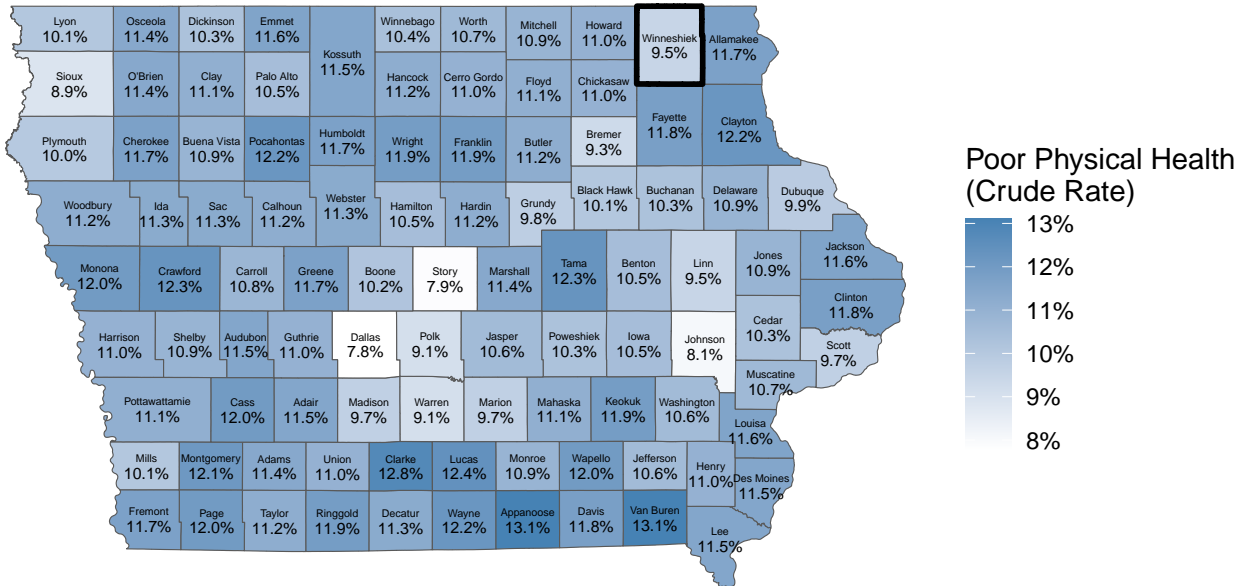 Lyon
10.1%
Osceola
11.4%
Dickinson
10.3%
Emmet
11.6%
Kossuth
11.5%
Winnebago
10.4%
Worth
10.7%
Mitchell
10.9%
Howard
11.0%
Winneshiek
9.5%
Allamakee
11.7%
Sioux
8.9%
O'Brien
11.4%
Clay
11.1%
Palo Alto
10.5%
Hancock
11.2%
Cerro Gordo
11.0%
Floyd
11.1%
Chickasaw
11.0%
Fayette
11.8%
Clayton
12.2%
Plymouth
10.0%
Cherokee
11.7%
Buena Vista
10.9%
Pocahontas
12.2%
Humboldt
11.7%
Wright
11.9%
Franklin
11.9%
Butler
11.2%
Bremer
9.3%
Woodbury
11.2%
Ida
11.3%
Sac
11.3%
Calhoun
11.2%
Webster
11.3%
Hamilton
10.5%
Hardin
11.2%
Grundy
9.8%
Black Hawk
10.1%
Buchanan
10.3%
Delaware
10.9%
Dubuque
9.9%
Monona
12.0%
Crawford
12.3%
Carroll
10.8%
Greene
11.7%
Boone
10.2%
Story
7.9%
Marshall
11.4%
Tama
12.3%
Benton
10.5%
Linn
9.5%
Jones
10.9%
Jackson
11.6%
Clinton
11.8%
Harrison
11.0%
Shelby
10.9%
Audubon
11.5%
Guthrie
11.0%
Dallas
7.8%
Polk
9.1%
Jasper
10.6%
Poweshiek
10.3%
Iowa
10.5%
Johnson
8.1%
Cedar
10.3%
Scott
9.7%
Muscatine
10.7%
Pottawattamie
11.1%
Cass
12.0%
Adair
11.5%
Madison
9.7%
Warren
9.1%
Marion
9.7%
Mahaska
11.1%
Keokuk
11.9%
Washington
10.6%
Louisa
11.6%
Mills
10.1%
Montgomery
12.1%
Adams
11.4%
Union
11.0%
Clarke
12.8%
Lucas
12.4%
Monroe
10.9%
Wapello
12.0%
Jefferson
10.6%
Henry
11.0%
Des Moines
11.5%
Fremont
11.7%
Page
12.0%
Taylor
11.2%
Ringgold
11.9%
Decatur
11.3%
Wayne
12.2%
Appanoose
13.1%
Davis
11.8%
Van Buren
13.1%
Lee
11.5%
Poor Physical Health
(Crude Rate)
13%
12%
11%
10%
9%
8%